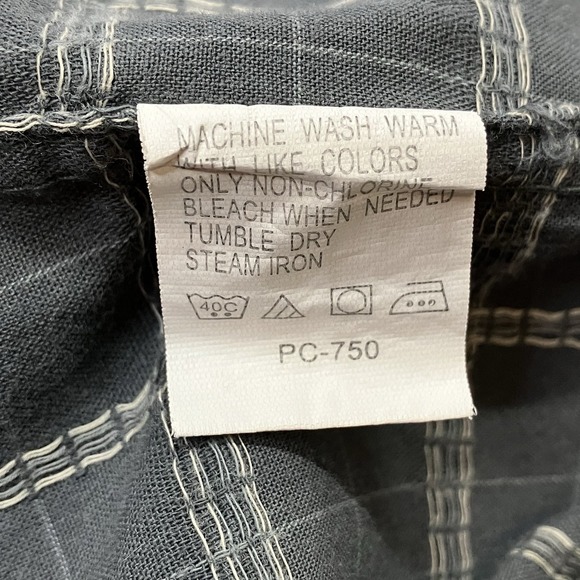 MACHINE WASH WARM
WITH LIKE COLORS
ONLY NON-CHLORINE
BLEACH WHEN NEEDED
TUMBLE DRY
STEAM IRON
40C
PC-750